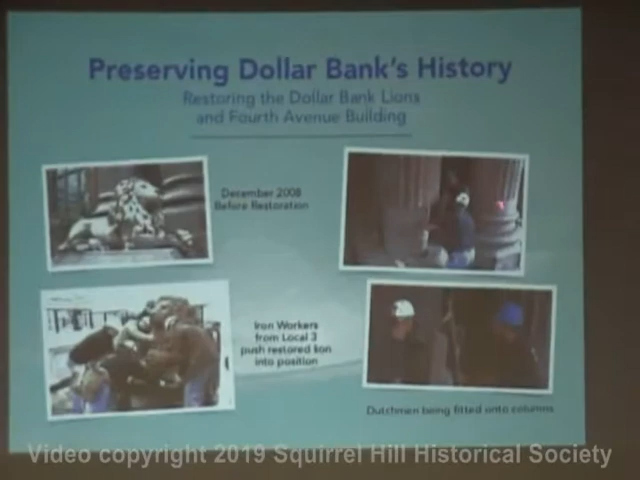 Preserving Dollar Bank's History
Restoring the Dollar Bank Lions
and Fourth Avenue Building
December 2008
Before Restoration
Iron Workers
from Local 3
push restored lion
into position
Dutchmen being fitted onto columns
Video copyright 2019 Squirrel Hill Historical Society